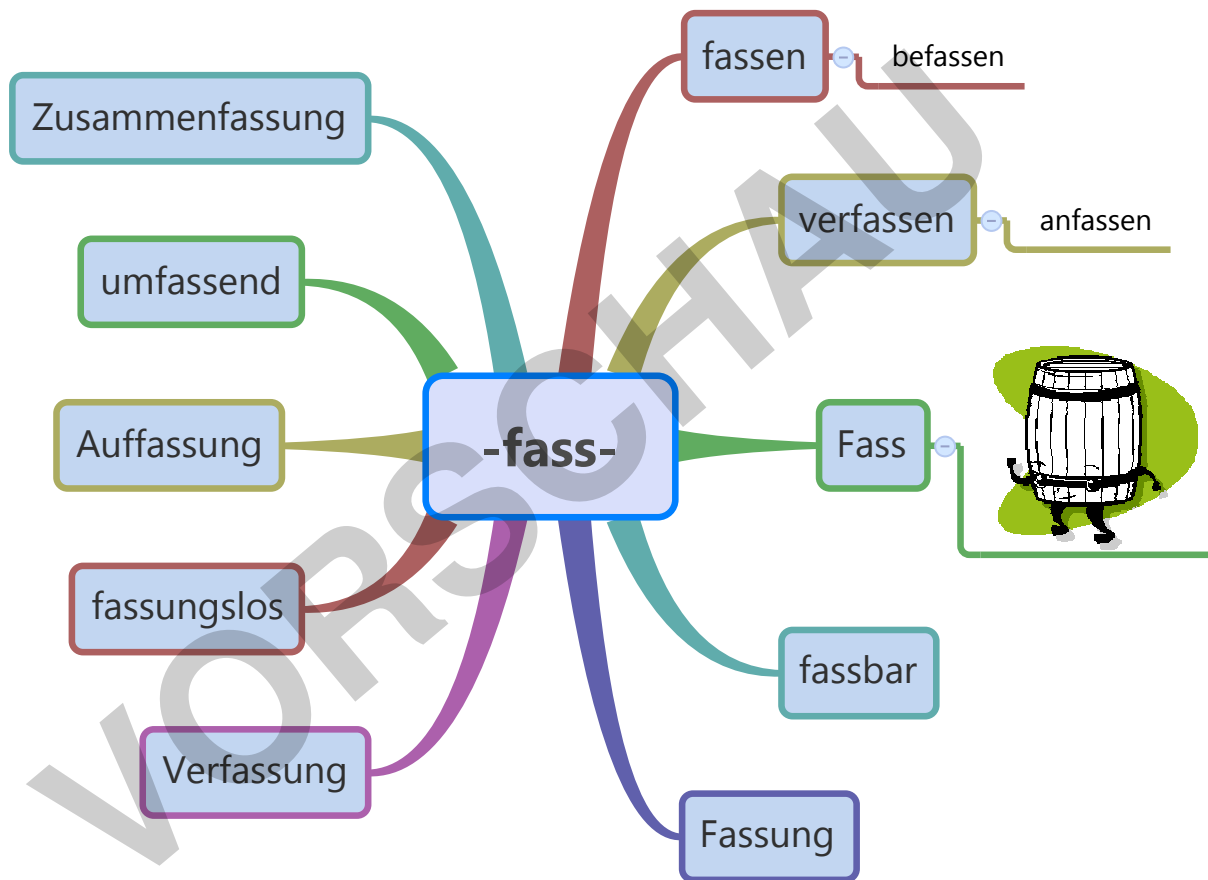 fassen
befassen
Zusammenfassung
verfassen
anfassen
umfassend
Auffassung
-fass-
Fass
fassungslos
fassbar
Verfassung
Fassung
VORSCHAU